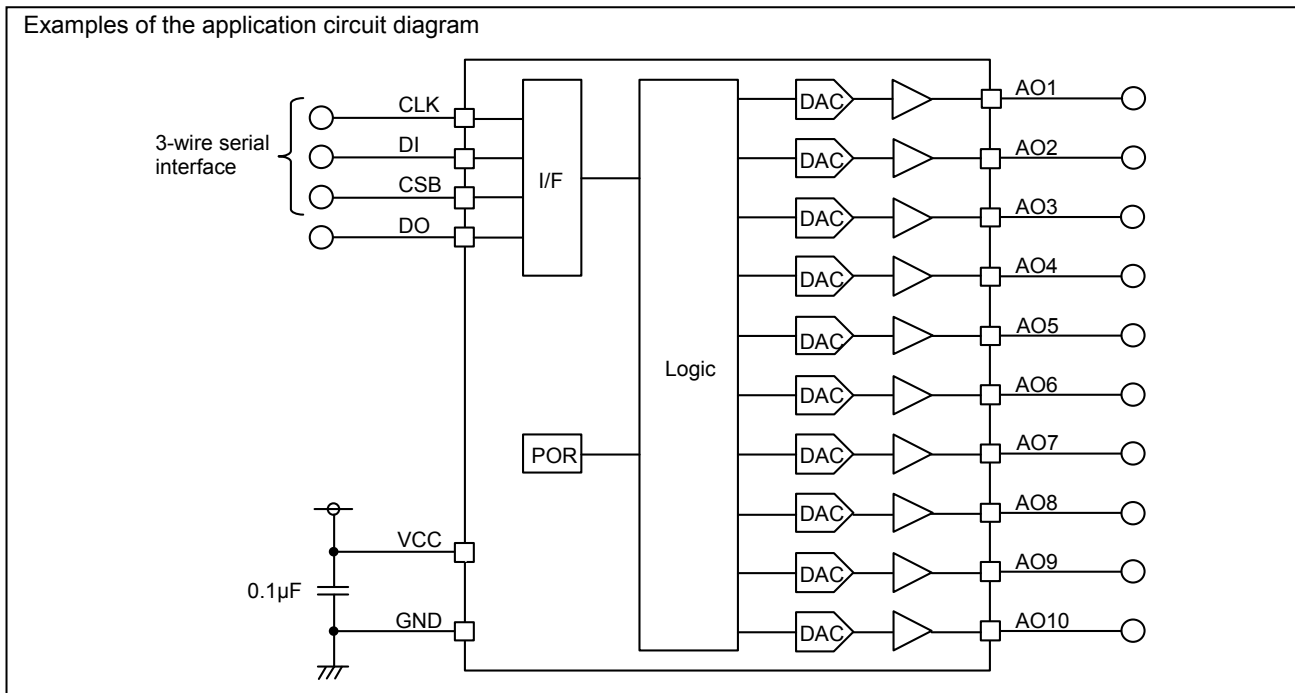 Examples of the application circuit diagram
3-wire serial
interface
CLK
DI
CSB
DO
I/F
Logic
POR
VCC
0.1μF
GND
DAC
AO1
DAC
AO2
DAC
AO3
DAC
AO4
DAC
AO5
DAC
AO6
DAC
AO7
DAC
AO8
DAC
AO9
DAC
AO10